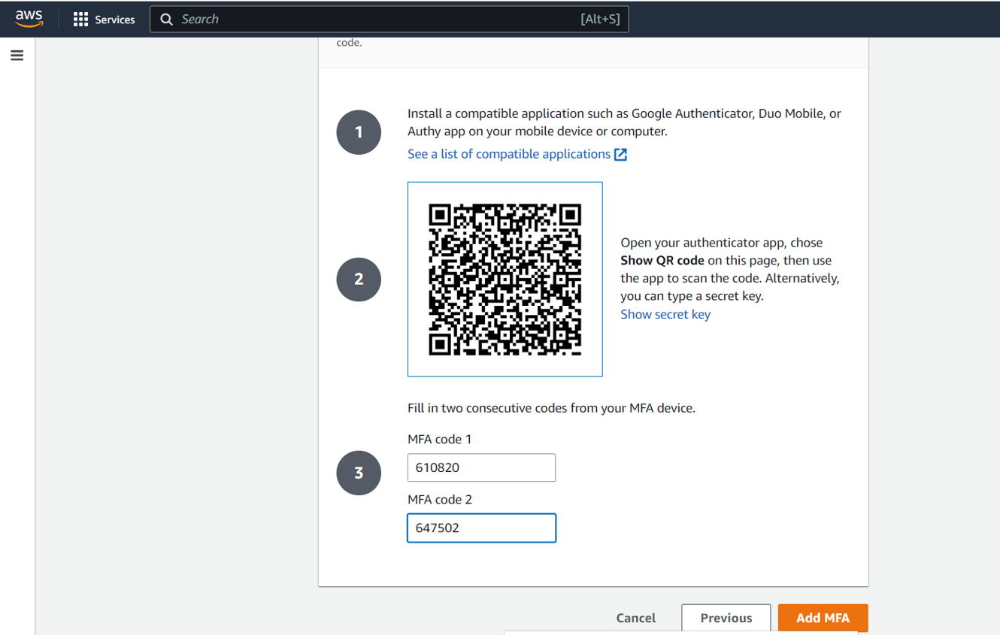 aws
Services
Search
[Alt+S]
code.
1
Install a compatible application such as Google Authenticator, Duo Mobile, or
Authy app on your mobile device or computer.
See a list of compatible applications
2
Open your authenticator app, chose
Show QR code on this page, then use
the app to scan the code. Alternatively,
you can type a secret key.
Show secret key
3
Fill in two consecutive codes from your MFA device.
MFA code 1
610820
MFA code 2
647502
Cancel
Previous
Add MFA